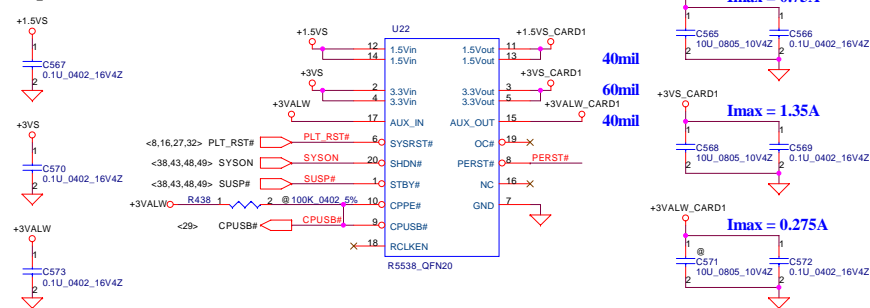 +1.5VS
1
C567
0.1U_0402_16V4Z
2
+3VS
1
C570
0.1U_0402_16V4Z
2
+3VALW
1
C573
0.1U_0402_16V4Z
2
U22
+1.5VS
12 1.5Vin 1.5Vout 11 +1.5VS_CARD1
14 1.5Vin 1.5Vout 13 40mil
+3VS
2 3.3Vin 3.3Vout 3 +3VS_CARD1
4 3.3Vin 3.3Vout 5 60mil
+3VALW +3VALW_CARD1
17 AUX_IN AUX_OUT 15 40mil
<8,16,27,32> PLT_RST# PLT_RST# 6 SYSRST# OC# 19
<38,43,48,49> SYSON SYSON 20 SHDN# PERST# 8 PERST#
<38,43,48,49> SUSP# SUSP# 1 STBY# NC 16
+3VALW R438 1 2 @100K_0402_5% 10 CPPE# GND 7
<29> CPUSB# CPUSB# 9 CPUSB#
18 RCLKEN
R5538_QFN20
1 1
C565 C566
10U_0805_10V4Z 0.1U_0402_16V4Z
2 2
+3VS_CARD1
Imax = 1.35A
1 1
C568 C569
10U_0805_10V4Z 0.1U_0402_16V4Z
2 2
+3VALW_CARD1
Imax = 0.275A
1 1
@
C571 C572
10U_0805_10V4Z 0.1U_0402_16V4Z
2 2